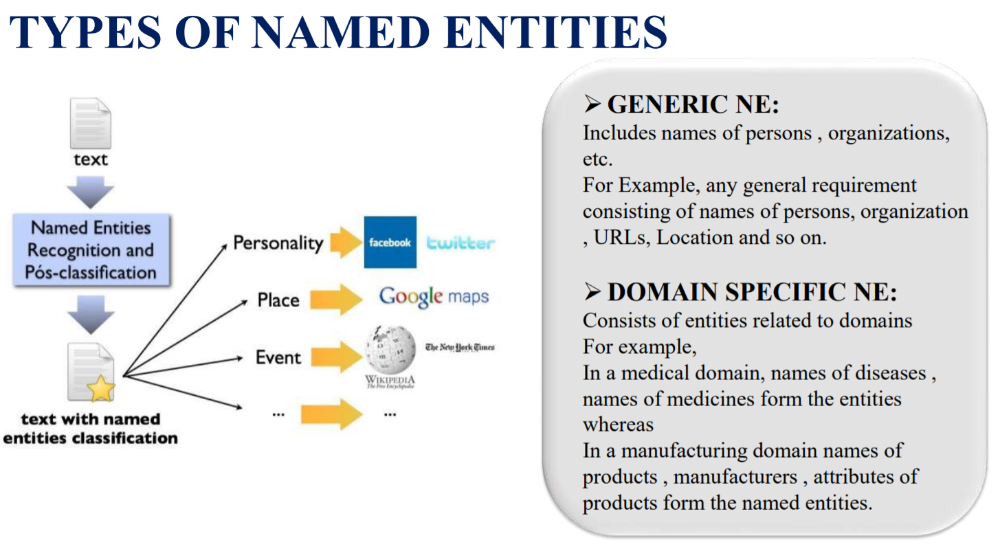 TYPES OF NAMED ENTITIES
text
Named Entities
Recognition and
Pós-classification
text with named
entities classification
Personality
facebook
twitter
Place
Google maps
Event
WIKIPEDIA
The Free Encyclopedia
The New York Times
...
...
➢ GENERIC NE:
Includes names of persons , organizations,
etc.
For Example, any general requirement
consisting of names of persons, organization
, URLs, Location and so on.
➢ DOMAIN SPECIFIC NE:
Consists of entities related to domains
For example,
In a medical domain, names of diseases ,
names of medicines form the entities
whereas
In a manufacturing domain names of
products , manufacturers , attributes of
products form the named entities.